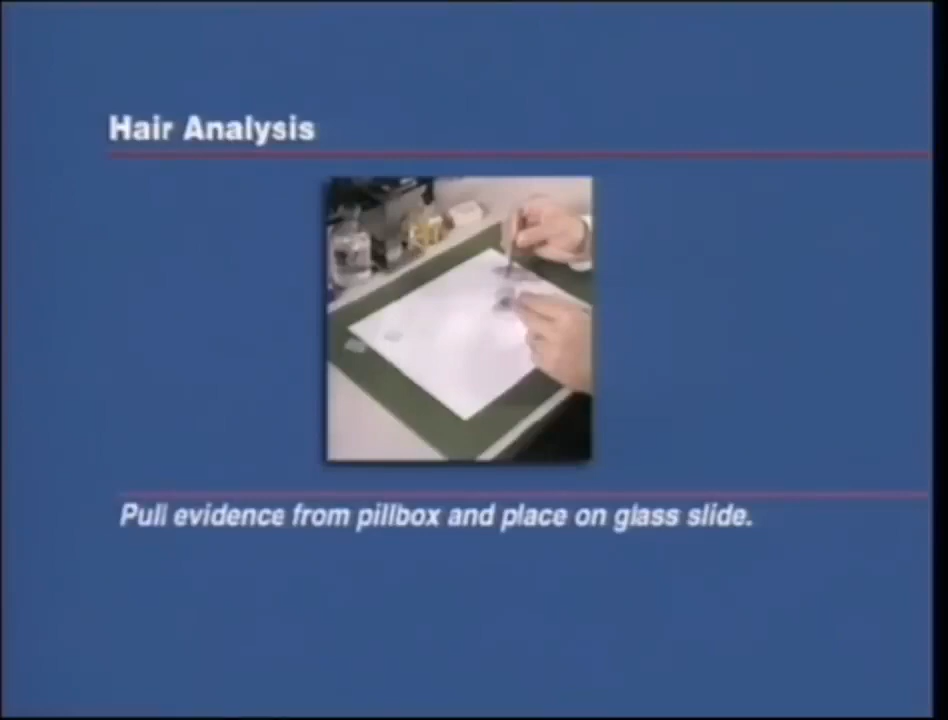 Hair Analysis
Pull evidence from pillbox and place on glass slide.